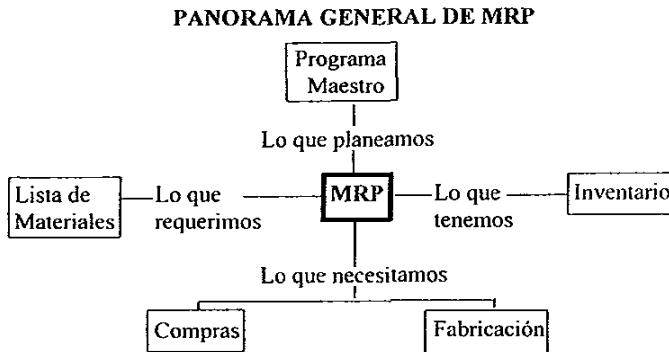 PANORAMA GENERAL DE MRP
Programa
Maestro
Lo que planeamos
Lista de
Materiales
Lo que
requerimos
MRP
Lo que
tenemos
Inventario
Lo que necesitamos
Compras
Fabricación